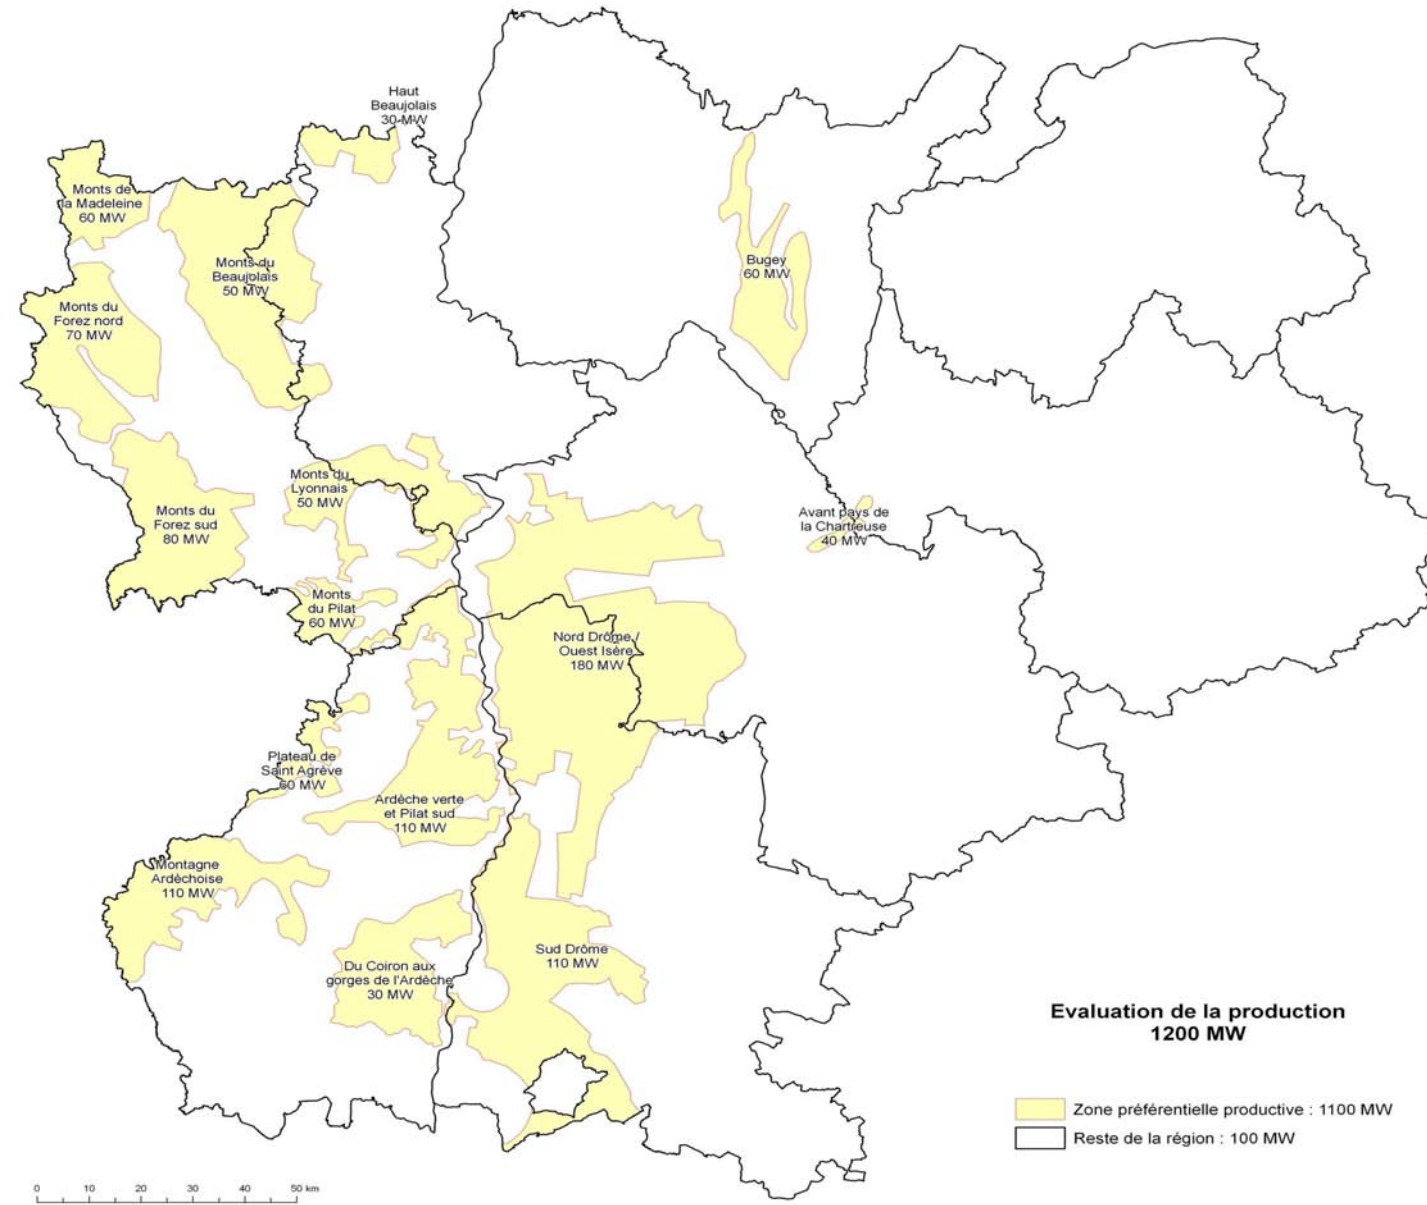 Haut
Beaujolais
30 MW
Monts de
la Madeleine
60 MW
Monts du
Beaujolais
50 MW
Bugey
60 MW
Monts du
Forez nord
70 MW
Monts du
Lyonnais
50 MW
Monts du
Forez sud
80 MW
Avant pays de
la Chartreuse
40 MW
Monts
du Pilat
60 MW
Nord Drôme /
Ouest Isère
180 MW
Plateau de
Saint Agrève
60 MW
Ardèche verte
et Pilat sud
110 MW
Montagne
Ardèchoise
110 MW
Sud Drôme
110 MW
Du Coiron aux
gorges de l'Ardèche
30 MW
Evaluation de la production
1200 MW
Zone préférentielle productive : 1100 MW
Reste de la région : 100 MW
0 10 20 30 40 50 km